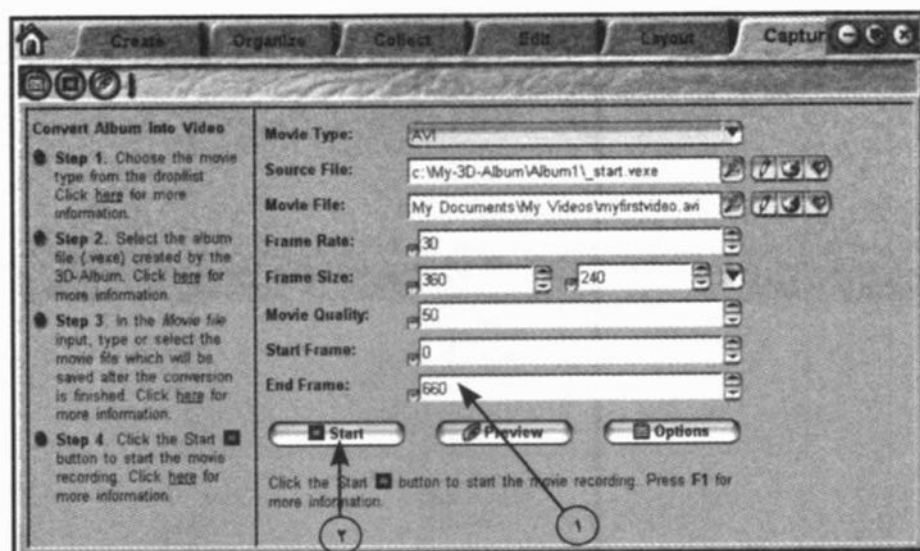 Create Organize Collect Edit Layout Captur
Convert Album Into Video
Step 1. Choose the movie
type from the droplist.
Click here for more
information.
Step 2. Select the album
file (.vexe) created by the
3D-Album. Click here for
more information.
Step 3. In the Movie file
input, type or select the
movie file which will be
saved after the conversion
is finished. Click here for
more information.
Step 4. Click the Start
button to start the movie
recording. Click here for
more information.
Movie Type: AVI
Source File: c:\My-3D-Album\Album1\_start.vexe
Movie File: My Documents\My Videos\myfirstvideo.avi
Frame Rate: 30
Frame Size: 360 240
Movie Quality: 50
Start Frame: 0
End Frame: 660
Start Preview Options
Click the Start button to start the movie recording. Press F1 for
more information.
۲ ۱